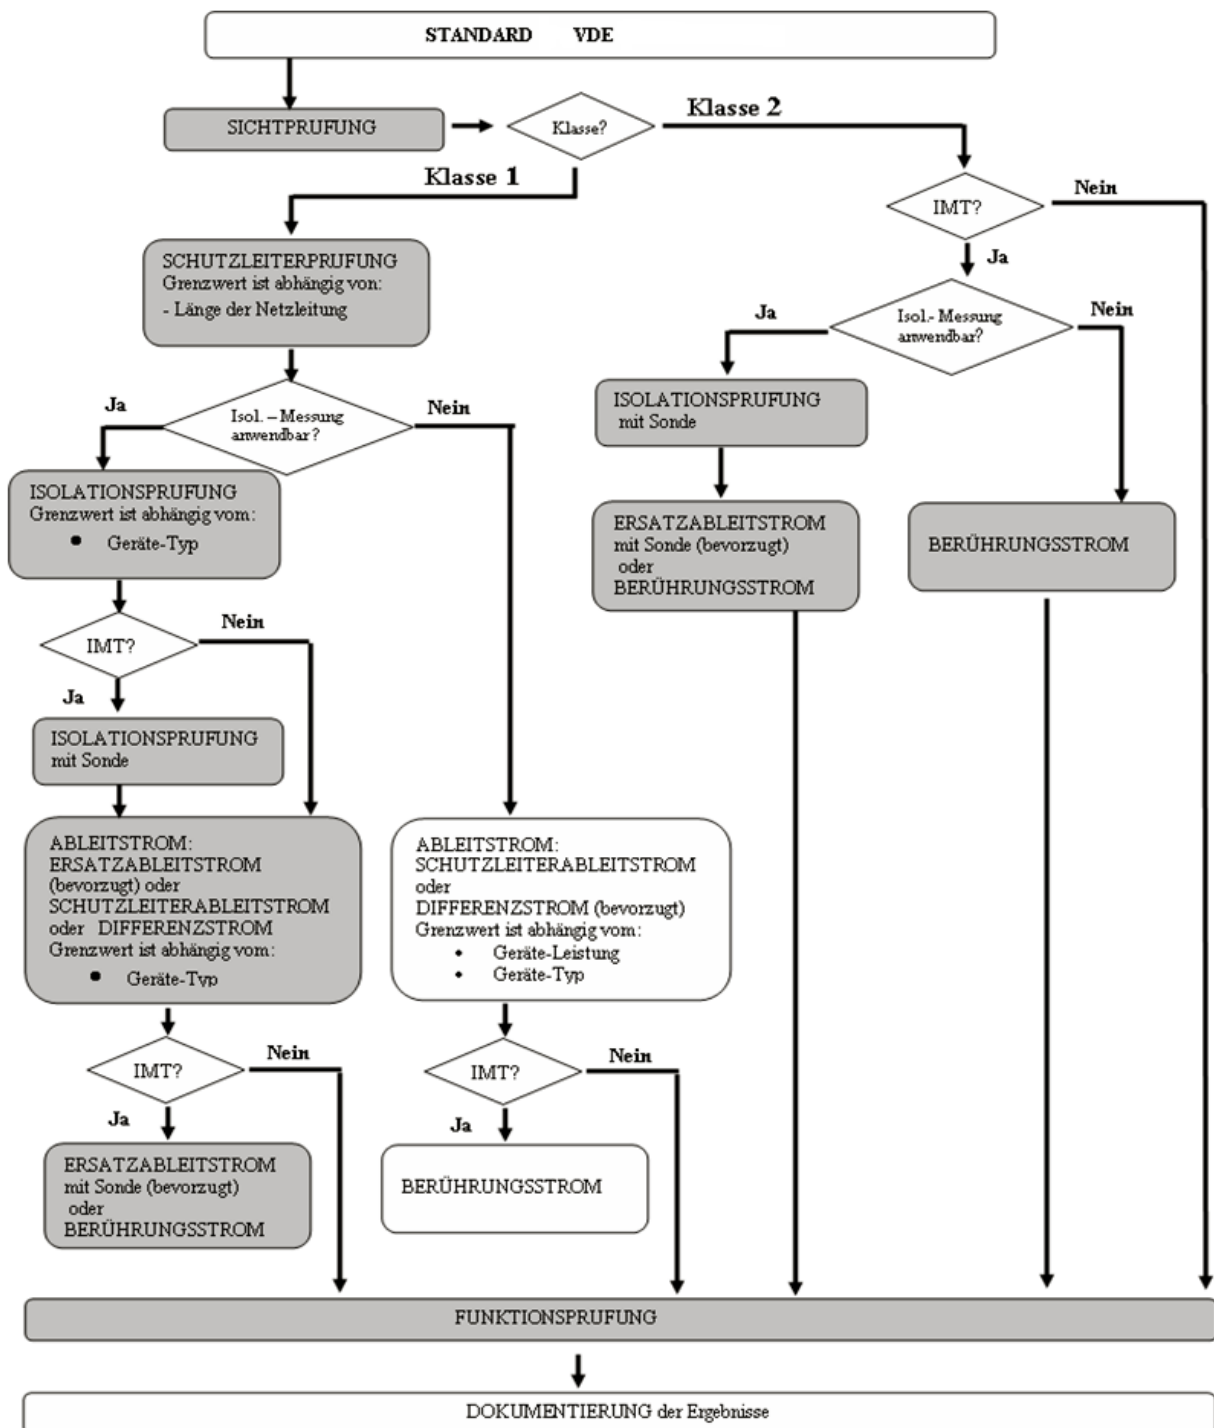 STANDARD VDE
SICHTPRUFUNG
Klasse?
Klasse 2
Klasse 1
IMT?
Nein
Ja
SCHUTZLEITERPRUFUNG
Grenzwert ist abhängig von:
- Länge der Netzleitung
Isol.- Messung
anwendbar?
Ja
Nein
Isol. – Messung
anwendbar?
Ja
Nein
ISOLATIONSPRUFUNG
mit Sonde
ISOLATIONSPRUFUNG
Grenzwert ist abhängig vom:
• Geräte-Typ
ERSATZABLEITSTROM
mit Sonde (bevorzugt)
oder
BERÜHRUNGSSTROM
BERÜHRUNGSSTROM
IMT?
Nein
Ja
ISOLATIONSPRUFUNG
mit Sonde
ABLEITSTROM:
ERSATZABLEITSTROM
(bevorzugt) oder
SCHUTZLEITERABLEITSTROM
oder DIFFERENZSTROM
Grenzwert ist abhängig vom:
• Geräte-Typ
ABLEITSTROM:
SCHUTZLEITERABLEITSTROM
oder
DIFFERENZSTROM (bevorzugt)
Grenzwert ist abhängig vom:
• Geräte-Leistung
• Geräte-Typ
IMT?
Nein
Ja
IMT?
Nein
Ja
ERSATZABLEITSTROM
mit Sonde (bevorzugt)
oder
BERÜHRUNGSSTROM
BERÜHRUNGSSTROM
FUNKTIONSPRUFUNG
DOKUMENTIERUNG der Ergebnisse